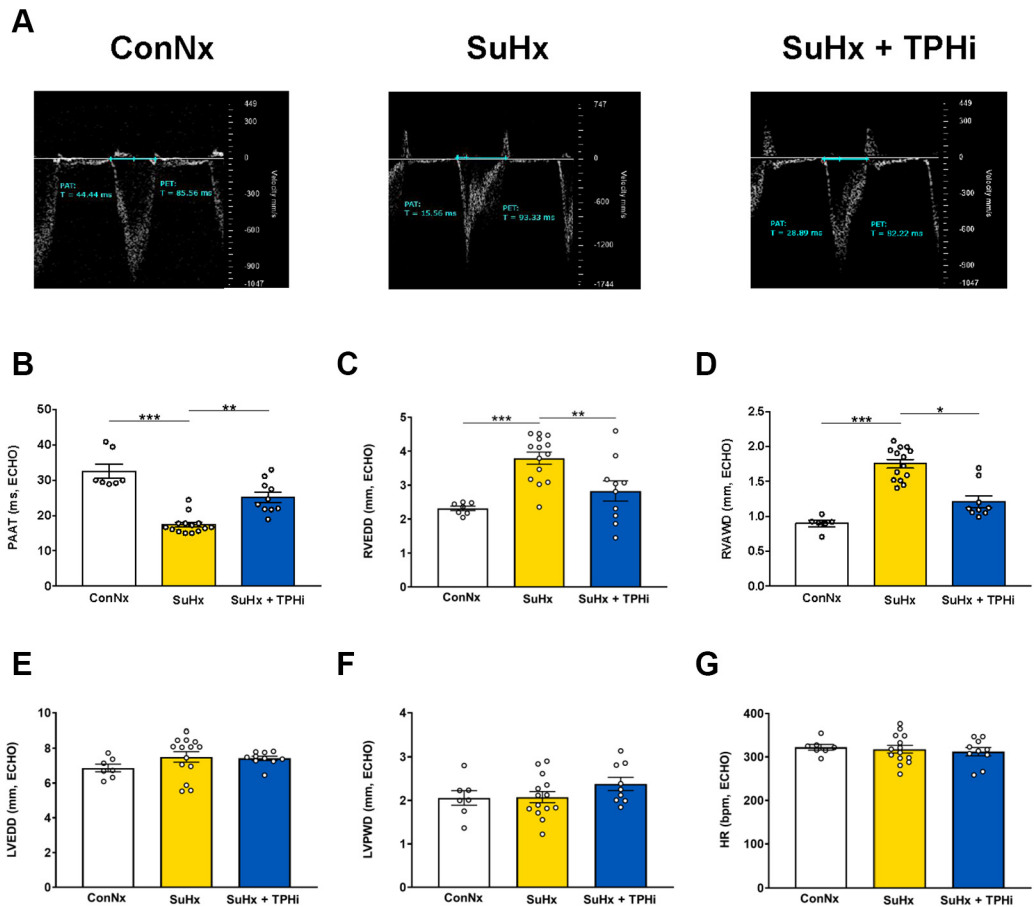 A
ConNx
SuHx
SuHx + TPHi
449
300
0
-300
-600
-900
-1047
Velocity mm/s
PAT:
T = 44.44 ms
PET:
T = 85.56 ms
747
0
-600
-1200
-1744
Velocity mm/s
PAT:
T = 15.56 ms
PET:
T = 93.33 ms
449
300
0
-300
-600
-900
-1047
Velocity mm/s
PAT:
T = 28.89 ms
PET:
T = 82.22 ms
B
PAAT (ms, ECHO)
50
40
30
20
10
0
***
**
ConNx
SuHx
SuHx + TPHi
C
RVEDD (mm, ECHO)
5
4
3
2
1
0
***
**
ConNx
SuHx
SuHx + TPHi
D
RVAWD (mm, ECHO)
2.5
2.0
1.5
1.0
0.5
0.0
***
*
ConNx
SuHx
SuHx + TPHi
E
LVEDD (mm, ECHO)
10
8
6
4
2
0
ConNx
SuHx
SuHx + TPHi
F
LVPWD (mm, ECHO)
4
3
2
1
0
ConNx
SuHx
SuHx + TPHi
G
HR (bpm, ECHO)
400
300
200
100
0
ConNx
SuHx
SuHx + TPHi